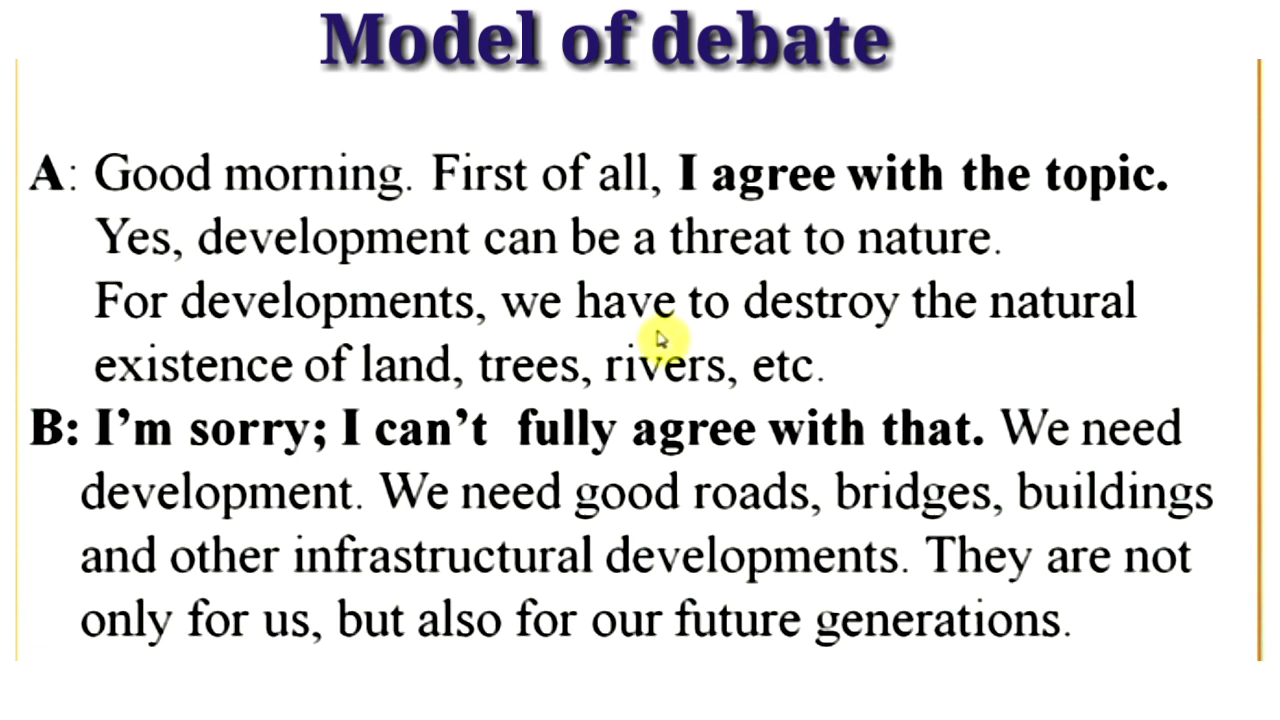 Model of debate
A: Good morning. First of all, I agree with the topic.
Yes, development can be a threat to nature.
For developments, we have to destroy the natural
existence of land, trees, rivers, etc.
B: I’m sorry; I can’t fully agree with that. We need
development. We need good roads, bridges, buildings
and other infrastructural developments. They are not
only for us, but also for our future generations.